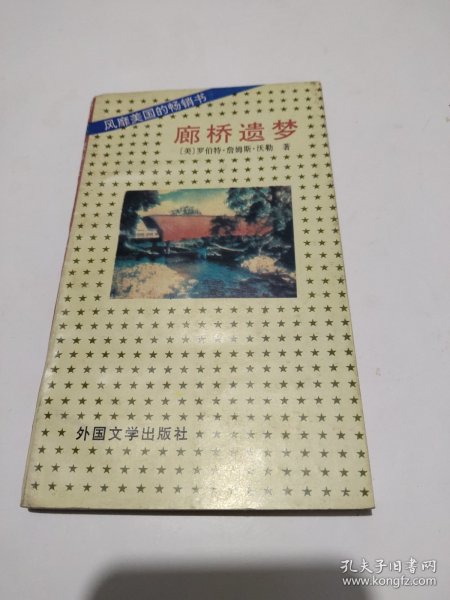 风靡美国的畅销书
廊桥遗梦
〔美〕罗伯特·詹姆斯·沃勒 著
外国文学出版社
孔夫子旧书网
www.kongfz.com